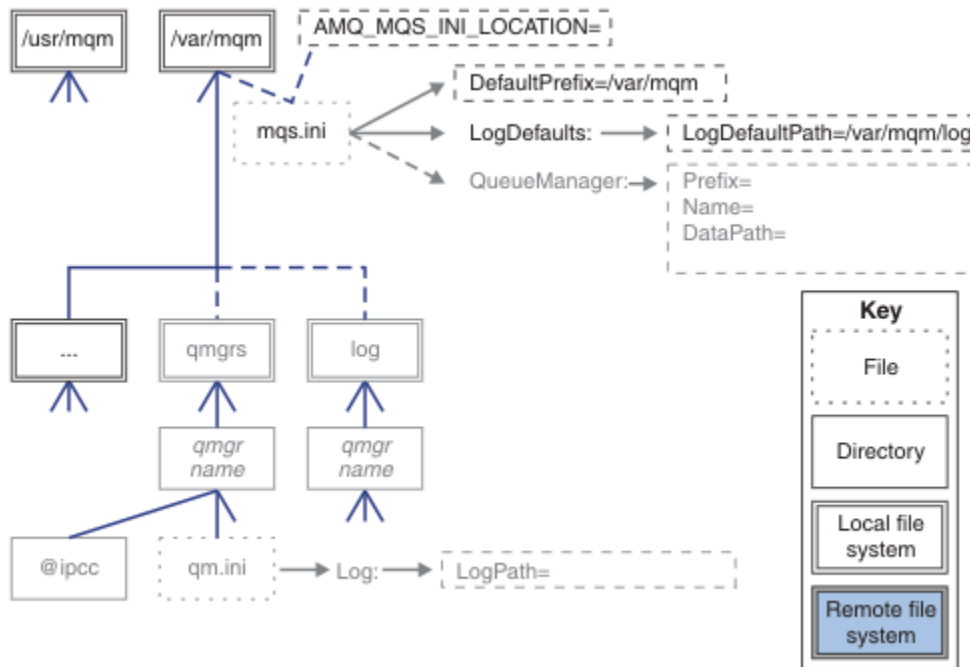 /usr/mqm
/var/mqm
AMQ_MQS_INI_LOCATION=
DefaultPrefix=/var/mqm
mqs.ini
LogDefaults:
LogDefaultPath=/var/mqm/log
QueueManager:
Prefix=
Name=
DataPath=
...
qmgrs
log
qmgr
name
qmgr
name
@ipcc
qm.ini
Log:
LogPath=
Key
File
Directory
Local file
system
Remote file
system